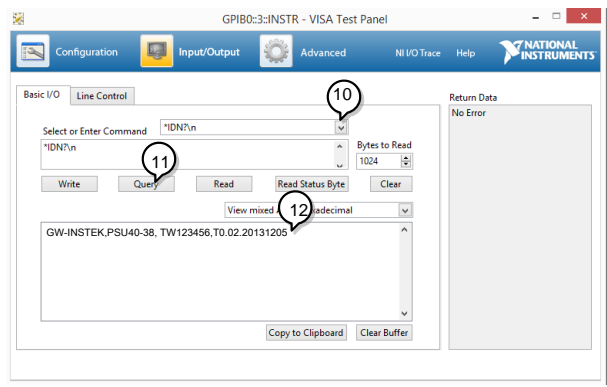 GPIB0::3::INSTR - VISA Test Panel
Configuration Input/Output Advanced NI I/O Trace Help NATIONAL INSTRUMENTS
Basic I/O Line Control
10
Return Data
No Error
Select or Enter Command *IDN?\n
*IDN?\n
Bytes to Read
1024
11
Write Query Read Read Status Byte Clear
View mixed
12
GW-INSTEK,PSU40-38, TW123456,T0.02.20131205
Copy to Clipboard Clear Buffer